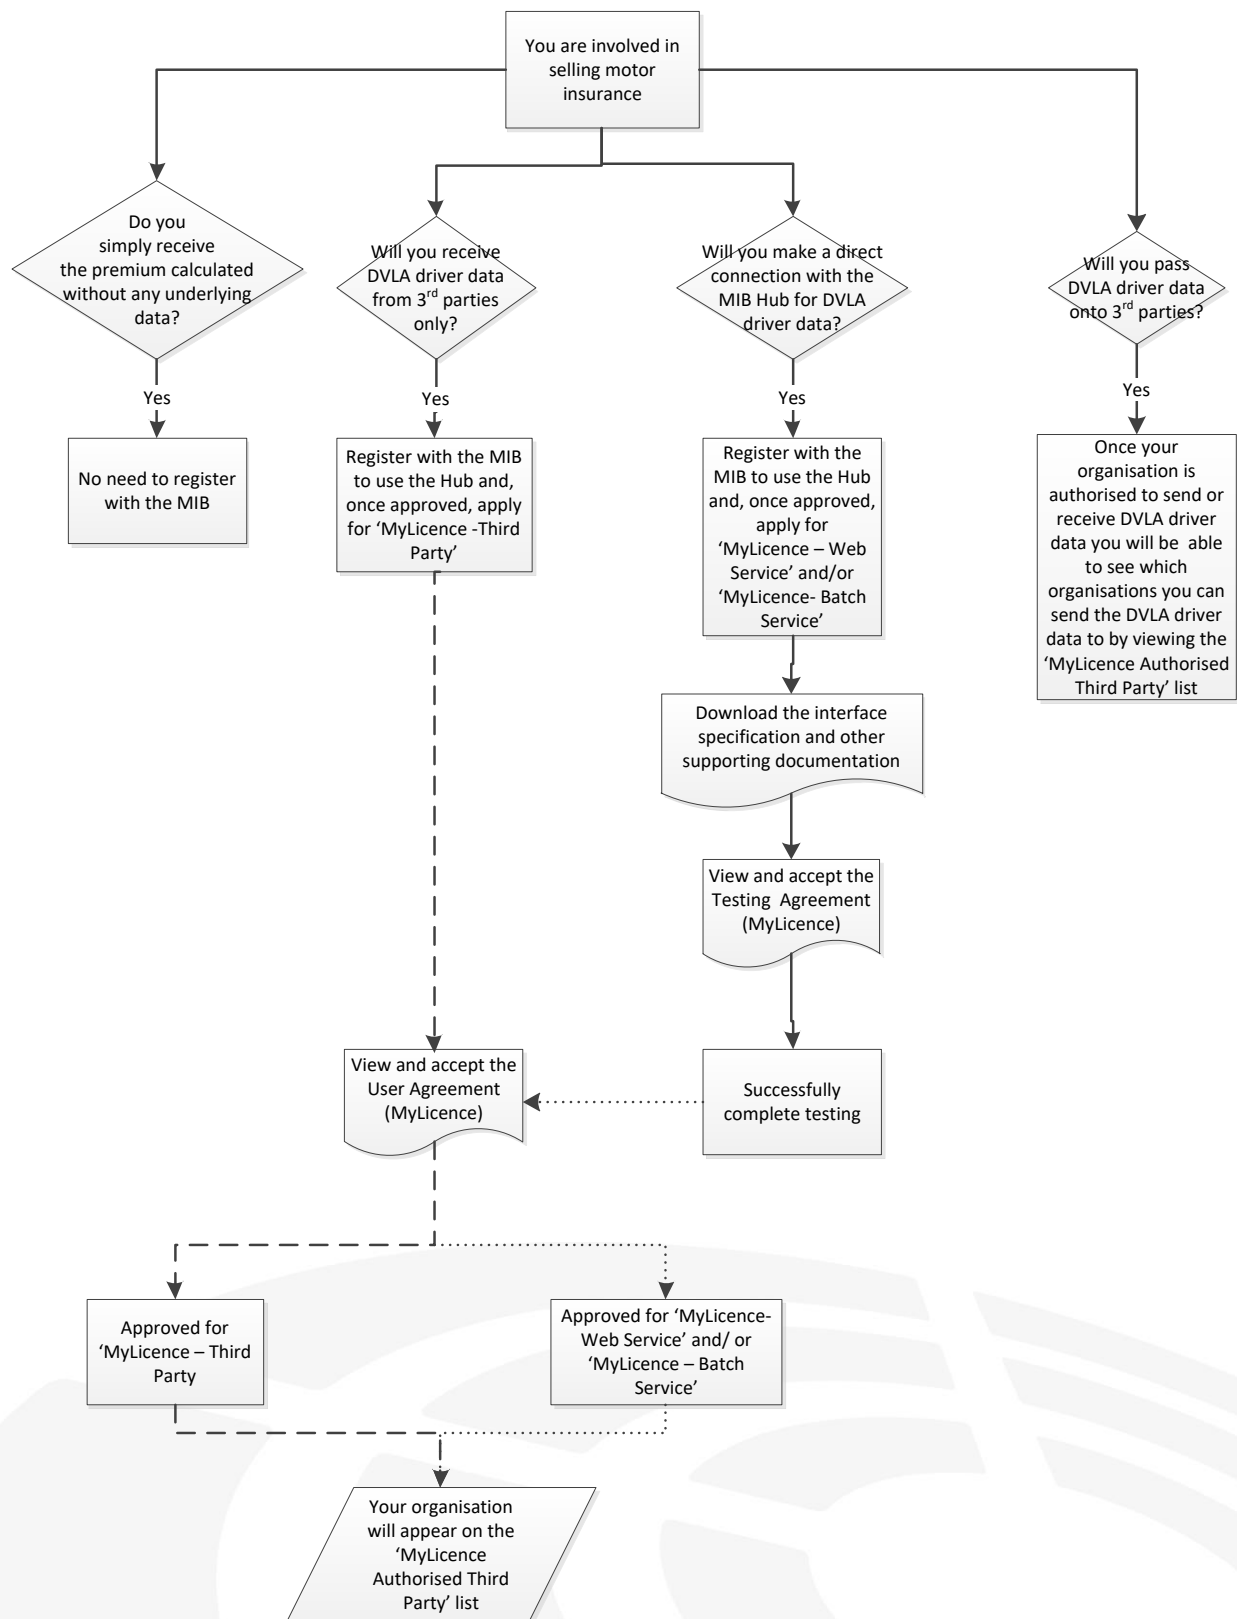 You are involved in
selling motor
insurance
Do you
simply receive
the premium calculated
without any underlying
data?
Will you receive
DVLA driver data
from 3rd parties
only?
Will you make a direct
connection with the
MIB Hub for DVLA
driver data?
Will you pass
DVLA driver data
onto 3rd parties?
Yes
Yes
Yes
Yes
No need to register
with the MIB
Register with the MIB
to use the Hub and,
once approved, apply
for ‘MyLicence -Third
Party’
Register with the
MIB to use the Hub
and, once approved,
apply for
‘MyLicence – Web
Service’ and/or
‘MyLicence- Batch
Service’
Once your
organisation is
authorised to send or
receive DVLA driver
data you will be able
to see which
organisations you can
send the DVLA driver
data to by viewing the
‘MyLicence Authorised
Third Party’ list
Download the interface
specification and other
supporting documentation
View and accept the
Testing Agreement
(MyLicence)
View and accept the
User Agreement
(MyLicence)
Successfully
complete testing
Approved for
‘MyLicence – Third
Party
Approved for ‘MyLicence-
Web Service’ and/ or
‘MyLicence – Batch
Service’
Your organisation
will appear on the
‘MyLicence
Authorised Third
Party’ list